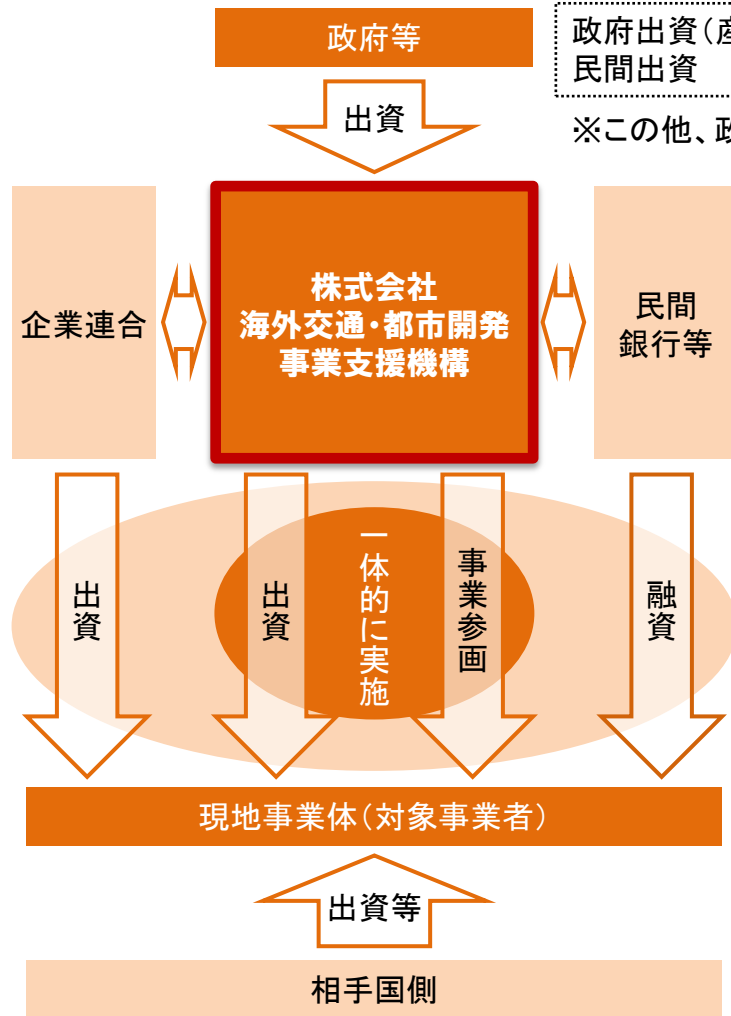 政府等
政府出資(産
民間出資
※この他、政
出資
企業連合
株式会社
海外交通・都市開発
事業支援機構
民間
銀行等
出資
出資
一体的に実施
事業参画
融資
現地事業体(対象事業者)
出資等
相手国側